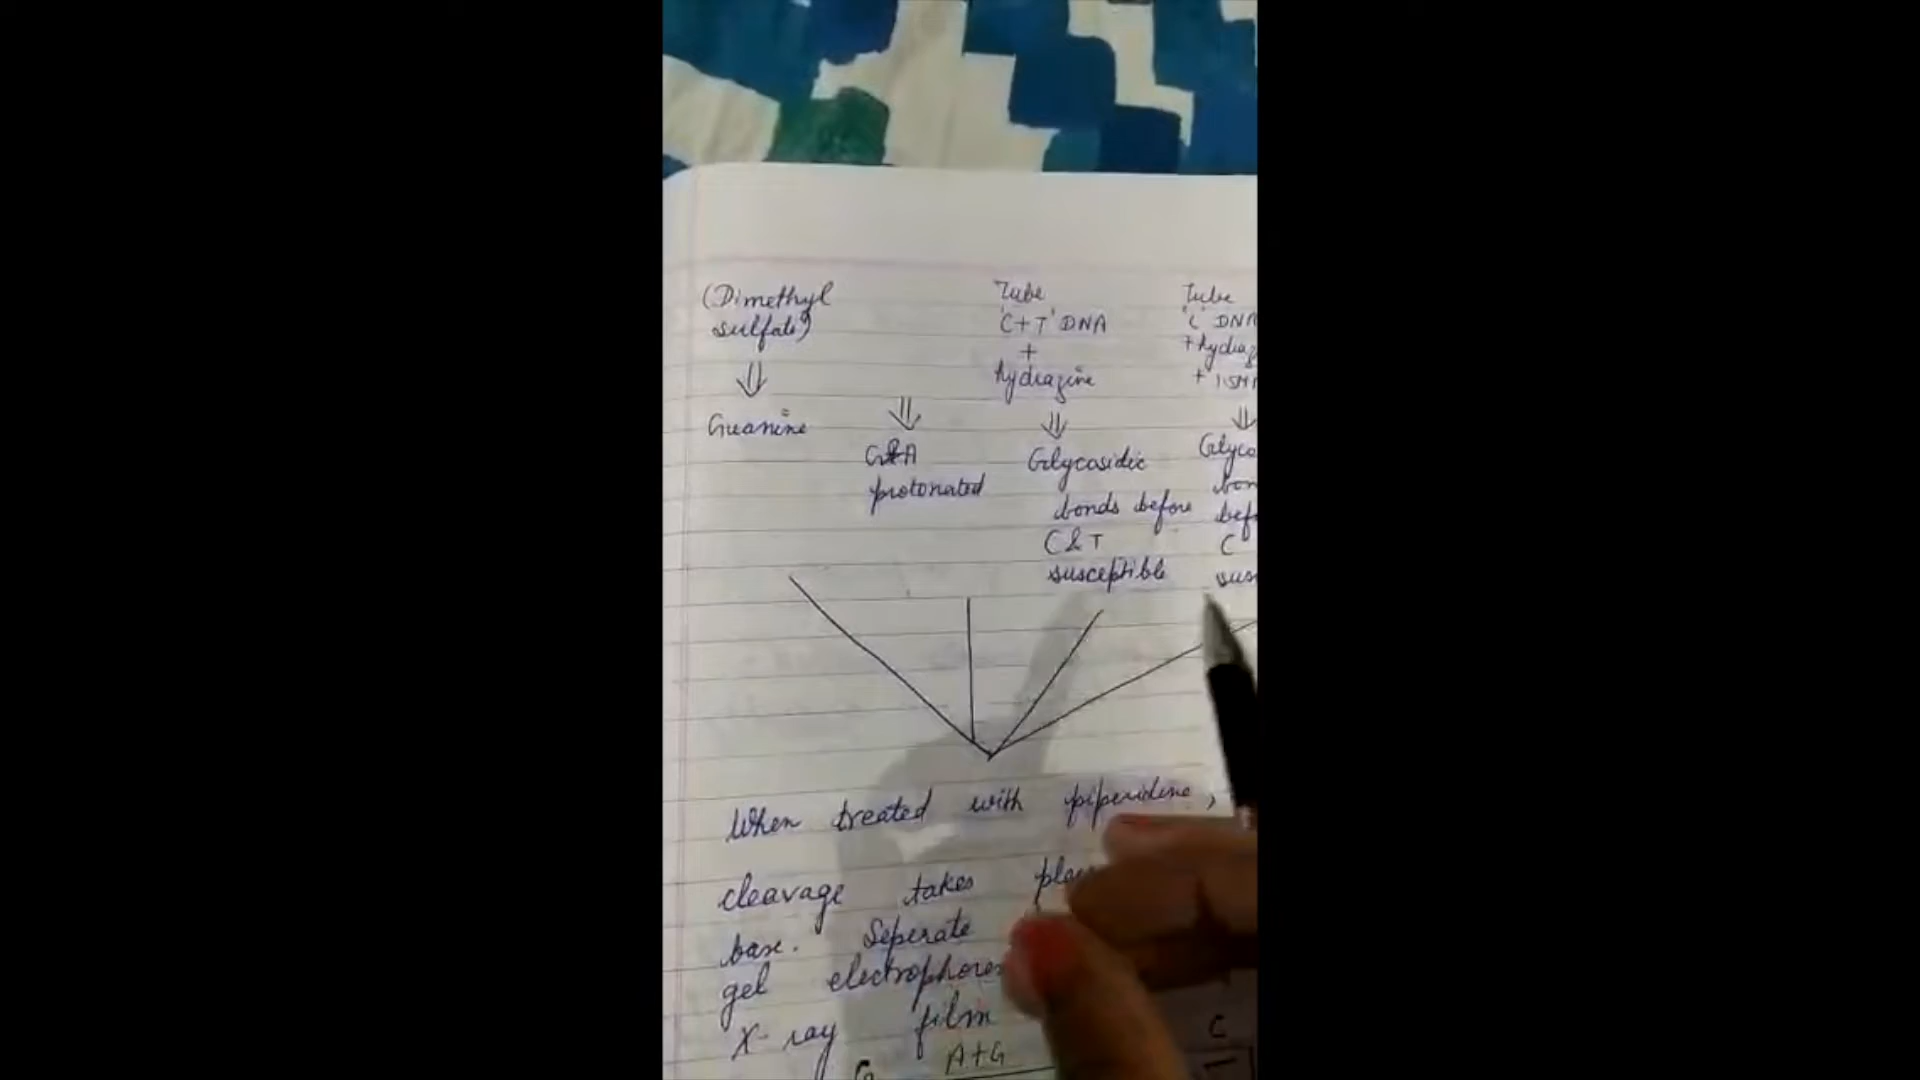 (Dimethyl
sulfate)
⇓
Guanine
⇓
G&A
protonated
Tube
'C+T' DNA
+
hydrazine
⇓
Glycosidic
bonds before
C&T
susceptible
Tube
'C' DNA
+
+
⇓
C
When treated with piperidine,
cleavage takes
base. Seperate
gel
X-ray film
G A+G C